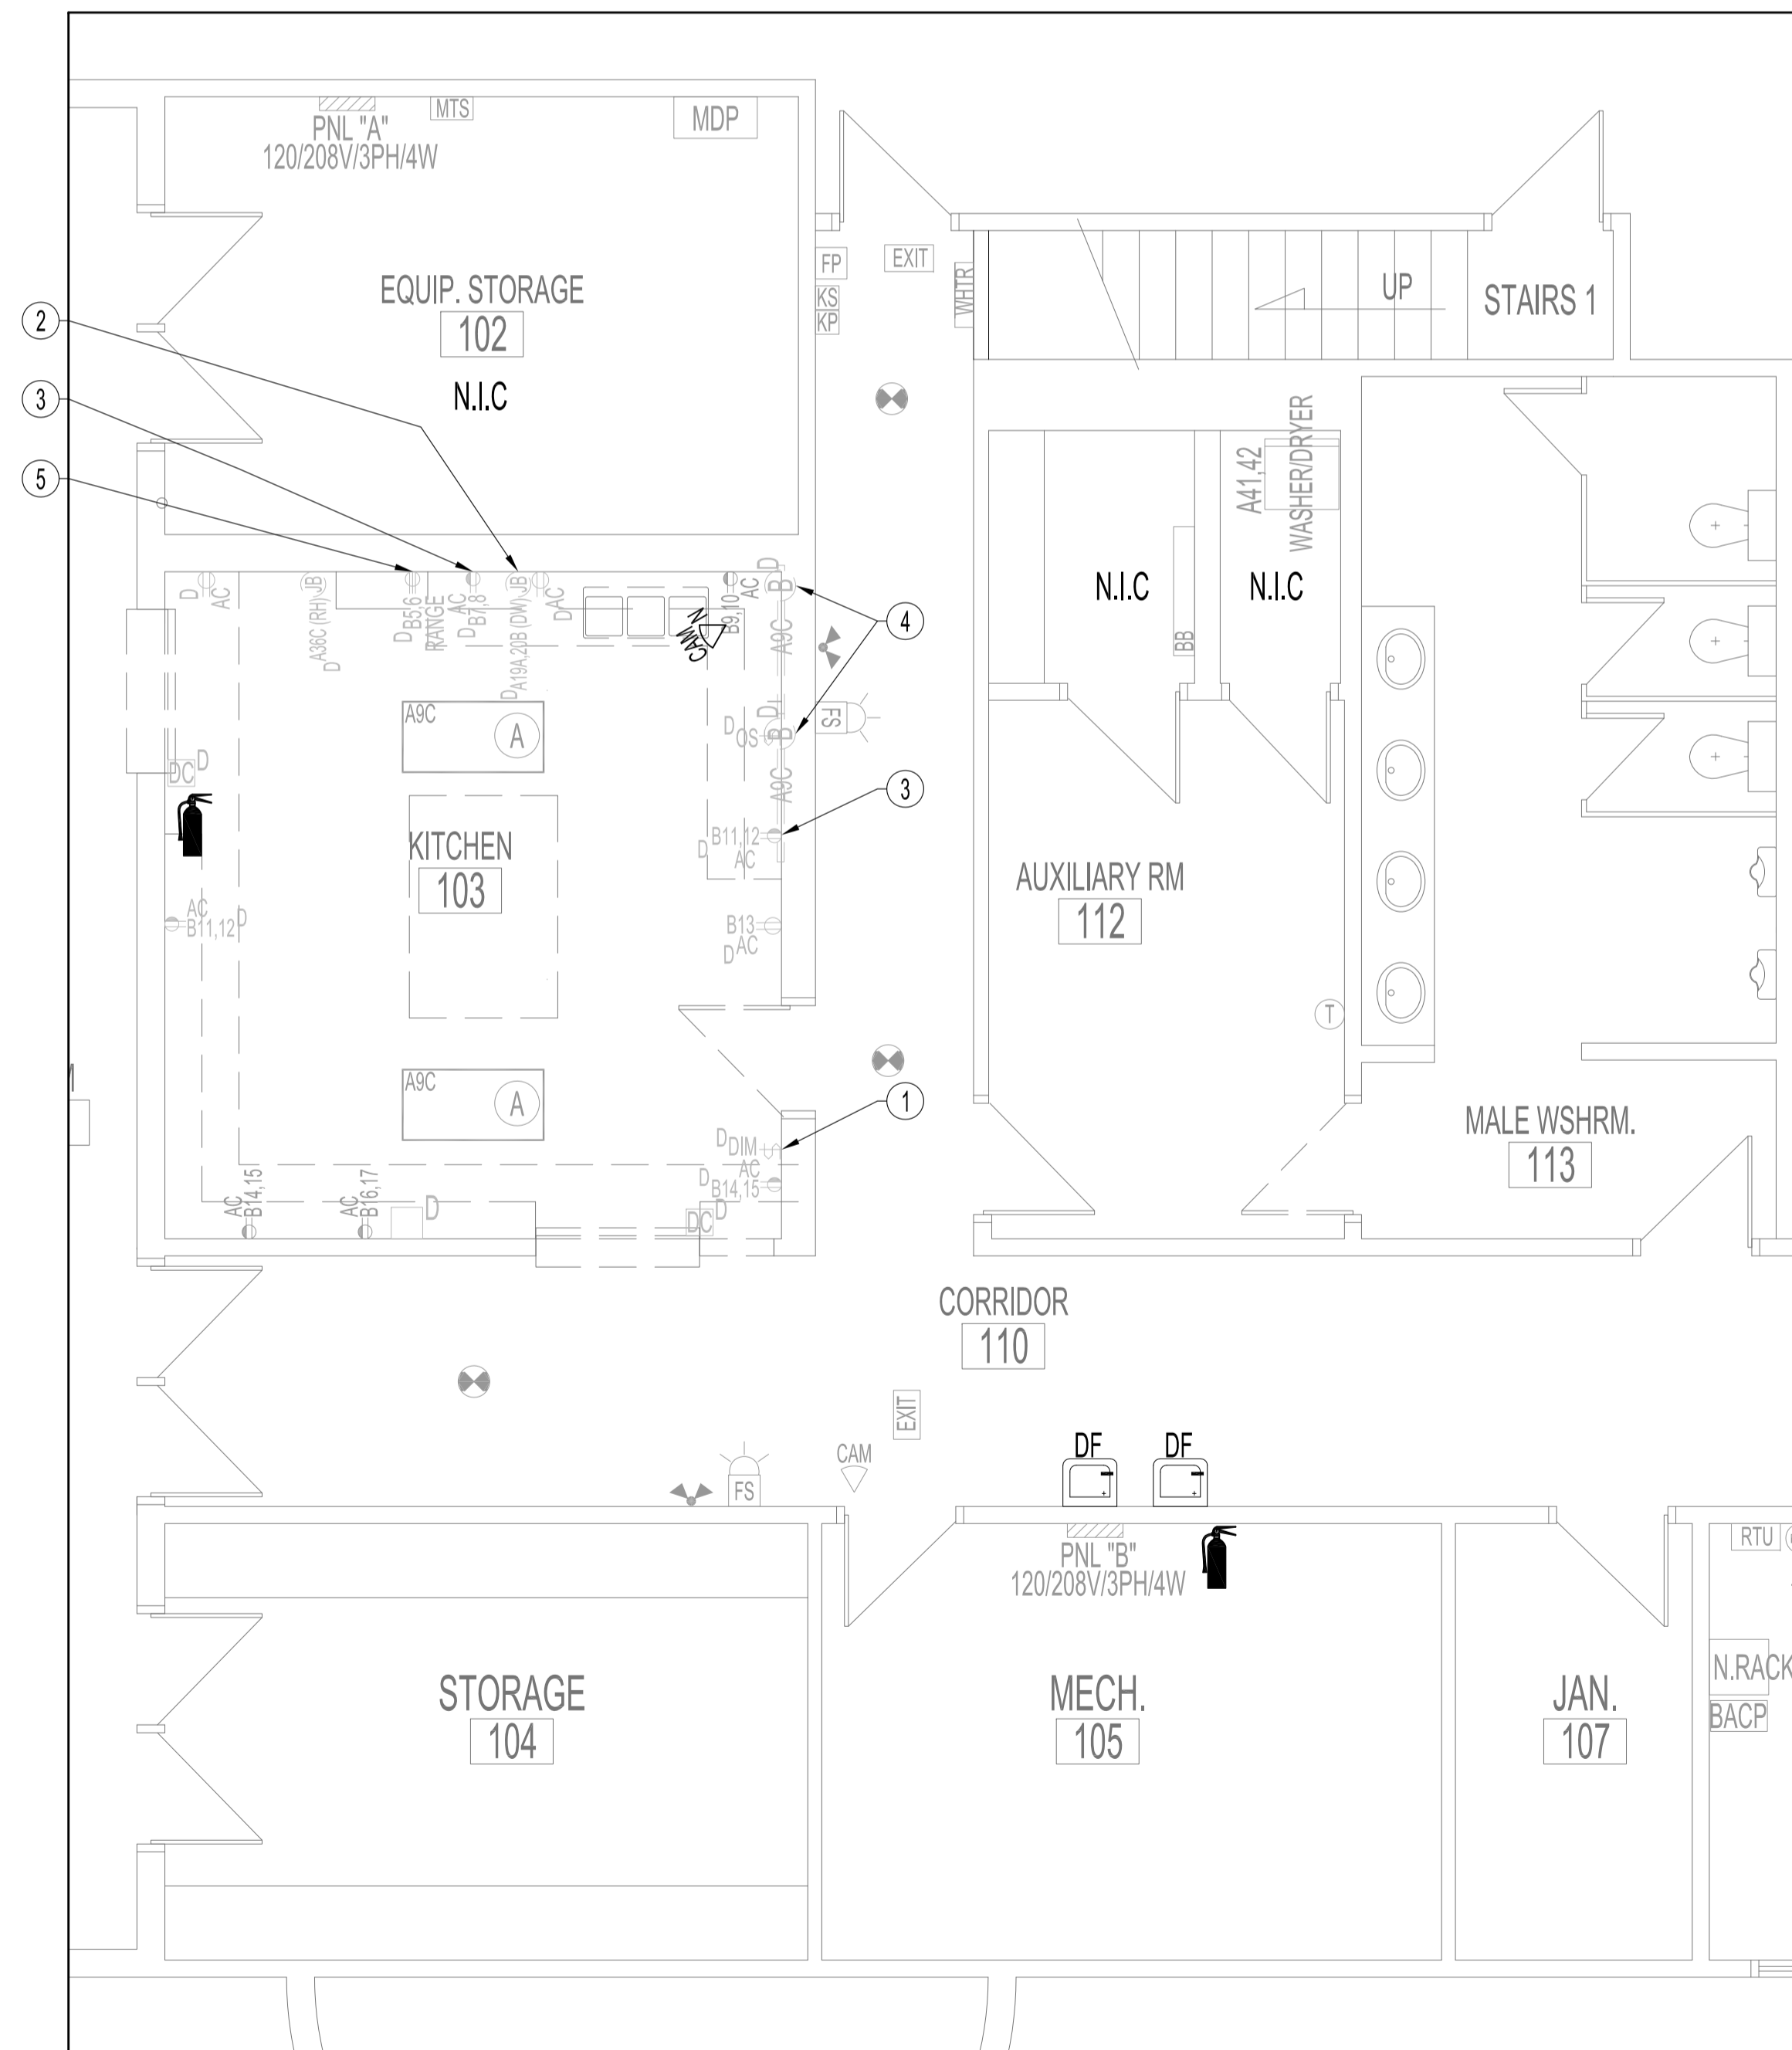 MTS
MDP
PNL "A"
120/208V/3PH/4W
FP
EXIT
KS
KP
WHTR
UP
STAIRS 1
EQUIP. STORAGE
102
N.I.C
2
3
5
A41,42
WASHER/DRYER
N.I.C
N.I.C
BB
D
AC
JB
A36C (RH)
D
D
B5,6
RANGE
AC
B7,8
D
JB
A19A,20B (DW)
D
AC
D
CAM
N
B9,10
AC
D
B
A9C
4
D
B
D
OS
A9C
FS
A9C
A
DC
D
3
B11,12
D
AC
KITCHEN
103
AC
B11,12
D
B13
AC
D
AUXILIARY RM
112
T
A9C
A
1
D
DIM
AC
D
B14,15
D
DC
AC
B14,15
AC
B16,17
D
MALE WSHRM.
113
CORRIDOR
110
EXIT
CAM
FS
DF
DF
PNL "B"
120/208V/3PH/4W
RTU
STORAGE
104
MECH.
105
JAN.
107
N.RACK
BACP